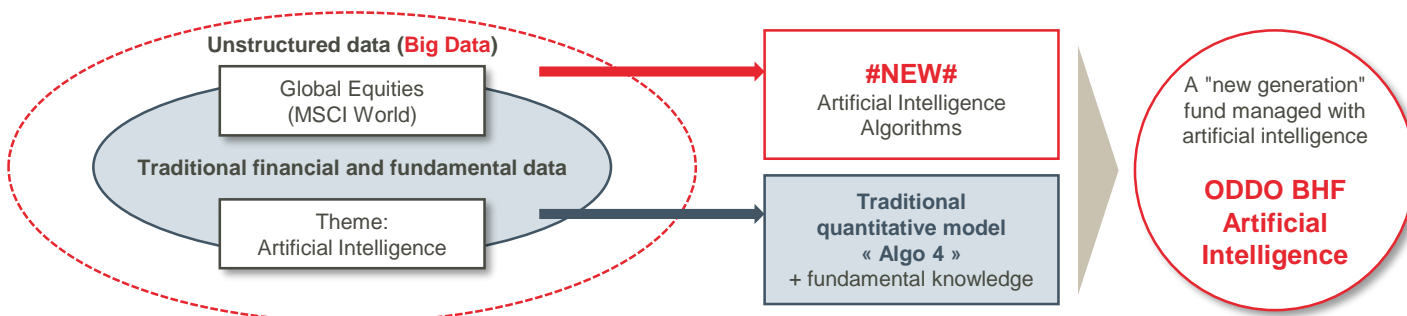 Unstructured data (Big Data)
Global Equities
(MSCI World)
Traditional financial and fundamental data
Theme:
Artificial Intelligence
#NEW#
Artificial Intelligence
Algorithms
Traditional
quantitative model
« Algo 4 »
+ fundamental knowledge
A "new generation"
fund managed with
artificial intelligence
ODDO BHF
Artificial
Intelligence